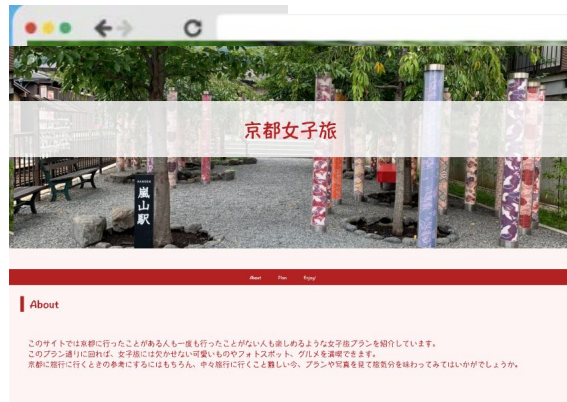 京都女子旅
嵐山駅
About Plan Enjoy!
About
このサイトでは京都に行ったことがある人も一度も行ったことがない人も楽しめるような女子旅プランを紹介しています。
このプラン通りに回れば、女子旅には欠かせない可愛いものやフォトスポット、グルメを満喫できます。
京都に旅行に行くときの参考にするにはもちろん、中々旅行に行くこと難しい今、プランや写真を見て旅気分を味わってみてはいかがでしょうか。